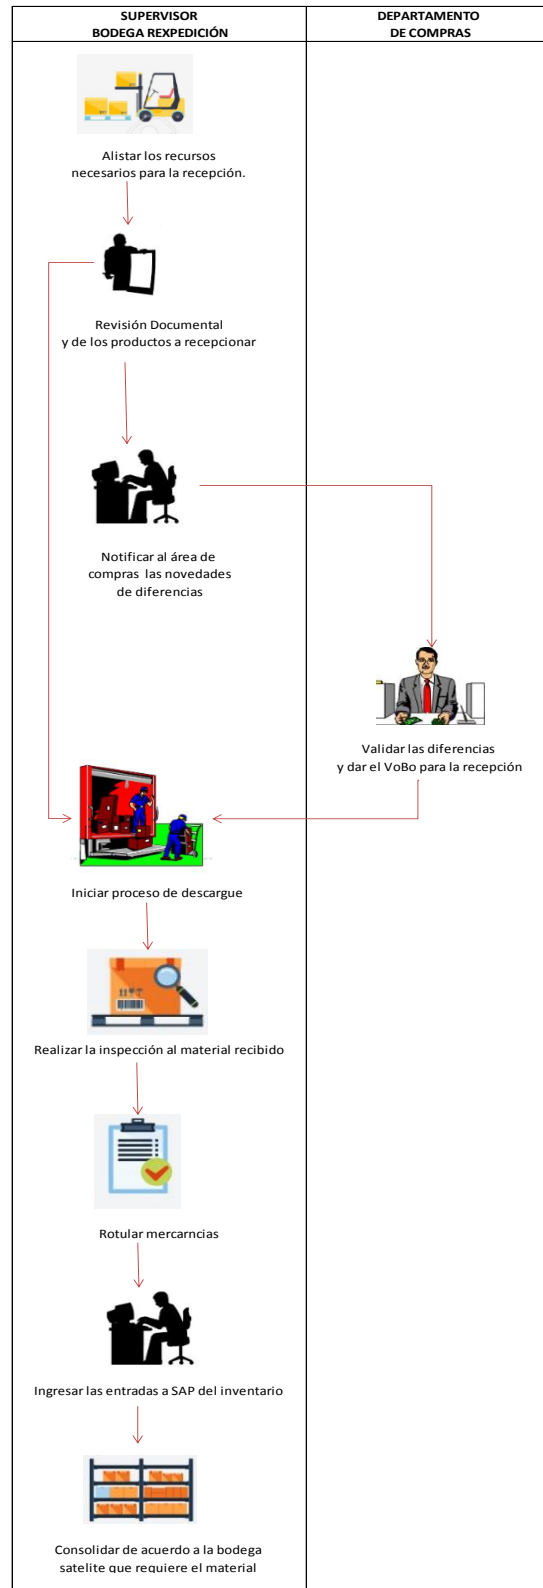 SUPERVISOR
BODEGA REXPEDICIÓN
DEPARTAMENTO
DE COMPRAS
Alistar los recursos
necesarios para la recepción.
Revisión Documental
y de los productos a recepcionar
Notificar al área de
compras las novedades
de diferencias
Validar las diferencias
y dar el VoBo para la recepción
Iniciar proceso de descargue
Realizar la inspección al material recibido
Rotular mercarncias
Ingresar las entradas a SAP del inventario
Consolidar de acuerdo a la bodega
satelite que requiere el material